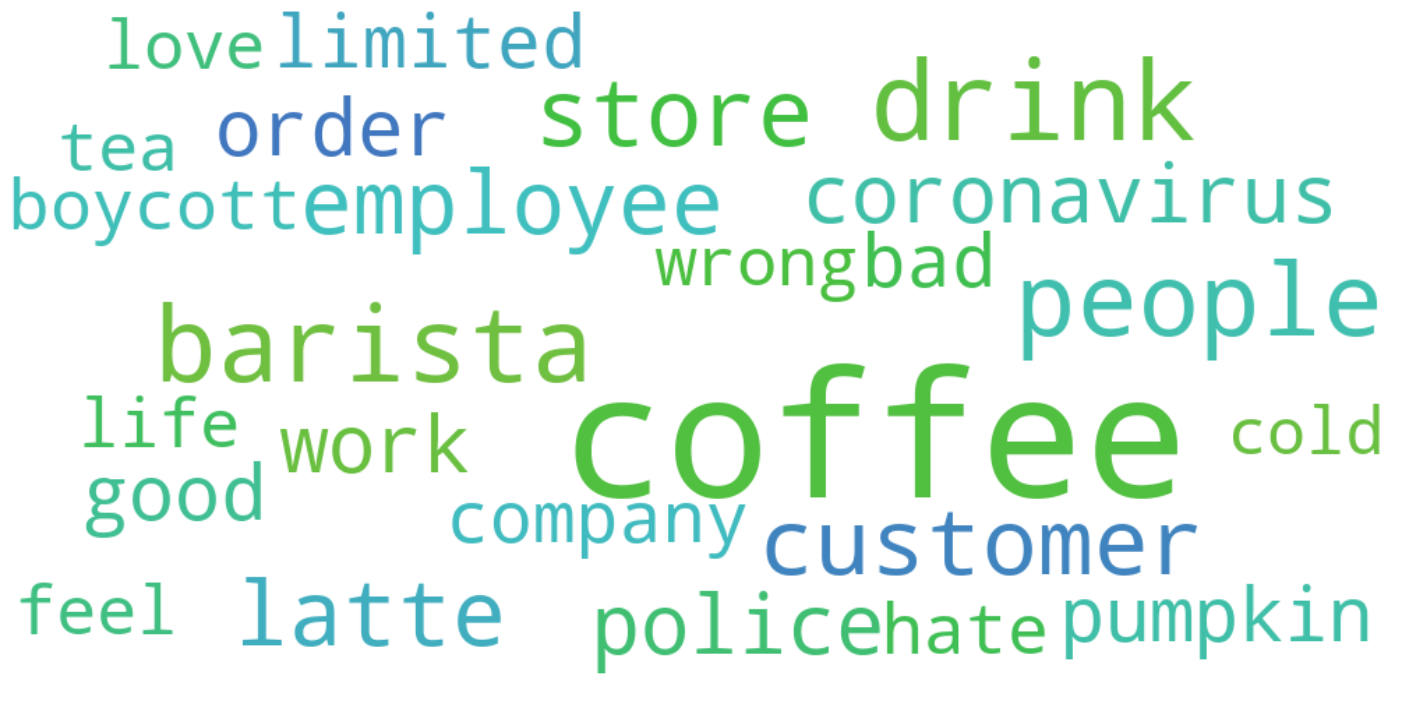 love limited
drink
store
order
tea
boycott employee coronavirus
wrong bad
people
barista
coffee
life
work cold
good
company customer
feel latte police hate pumpkin